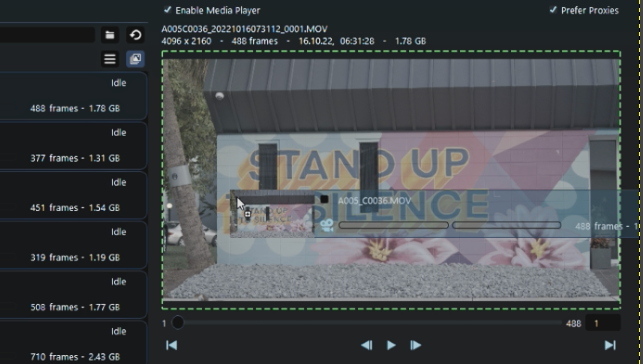 Enable Media Player
Prefer Proxies
A005C0036_20221016073112_0001.MOV
4096 x 2160 - 488 frames - 16.10.22, 06:31:28 - 1.78 GB
Idle
488 frames - 1.78 GB
Idle
377 frames - 1.31 GB
Idle
451 frames - 1.54 GB
Idle
319 frames - 1.19 GB
Idle
508 frames - 1.77 GB
Idle
710 frames - 2.43 GB
STAND UP
SILENCE
A005_C0036.MOV
488 frames - 1
1
488
1